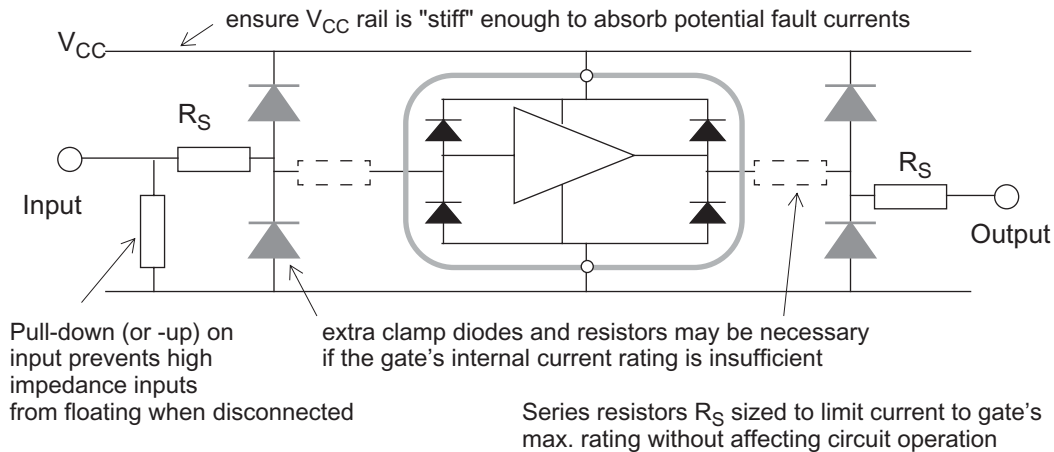 ensure VCC rail is "stiff" enough to absorb potential fault currents
VCC
RS
RS
Input
Output
Pull-down (or -up) on
input prevents high
impedance inputs
from floating when disconnected
extra clamp diodes and resistors may be necessary
if the gate's internal current rating is insufficient
Series resistors RS sized to limit current to gate's
max. rating without affecting circuit operation